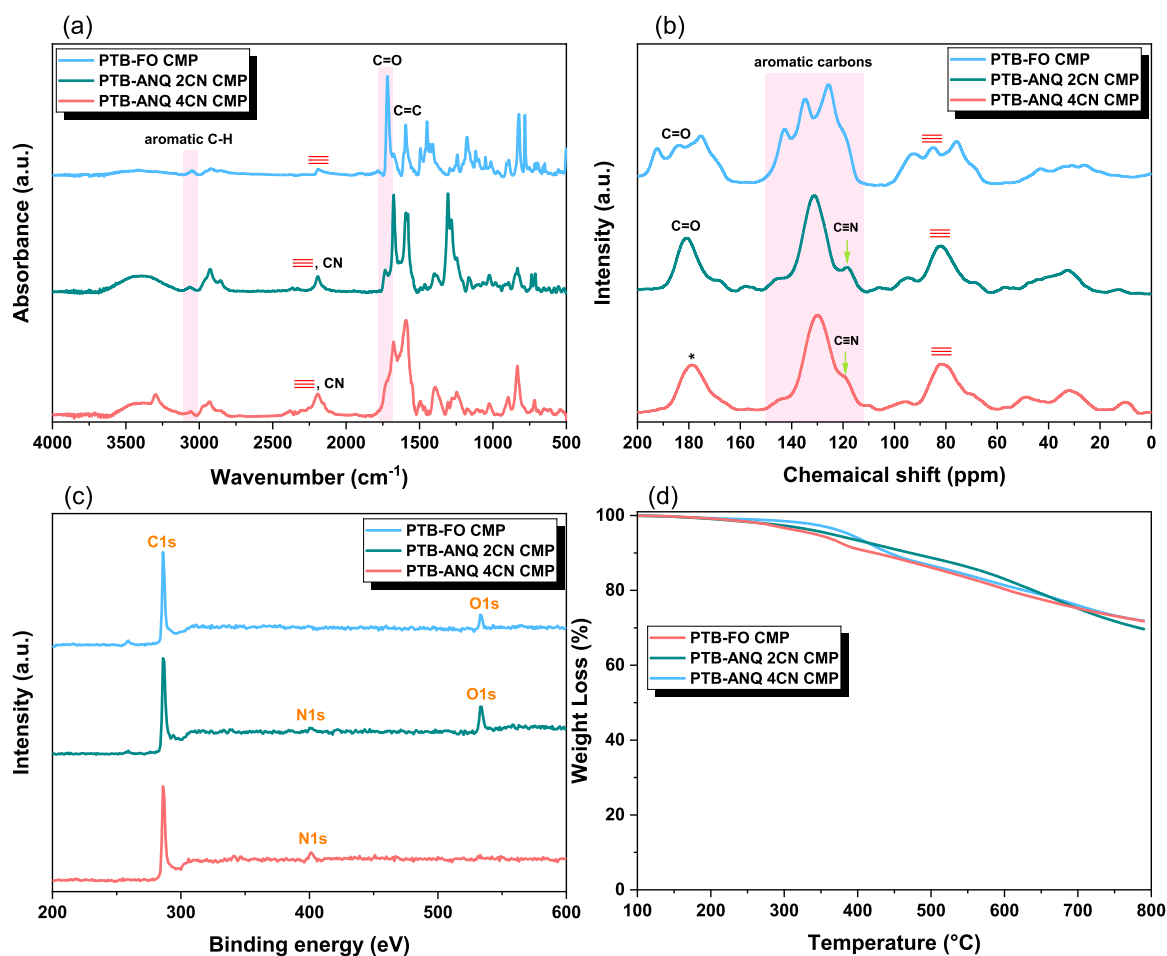 (a)
PTB-FO CMP
PTB-ANQ 2CN CMP
PTB-ANQ 4CN CMP
C=O
C=C
aromatic C-H
, CN
, CN
Absorbance (a.u.)
4000 3500 3000 2500 2000 1500 1000 500
Wavenumber (cm⁻¹)
(b)
PTB-FO CMP
PTB-ANQ 2CN CMP
PTB-ANQ 4CN CMP
aromatic carbons
C=O
C=O
C≡N
*
C≡N
Intensity (a.u.)
200 180 160 140 120 100 80 60 40 20 0
Chemaical shift (ppm)
(c)
PTB-FO CMP
PTB-ANQ 2CN CMP
PTB-ANQ 4CN CMP
C1s
O1s
O1s
N1s
N1s
Intensity (a.u.)
200 300 400 500 600
Binding energy (eV)
(d)
100
80
60
40
20
0
PTB-FO CMP
PTB-ANQ 2CN CMP
PTB-ANQ 4CN CMP
Weight Loss (%)
100 200 300 400 500 600 700 800
Temperature (°C)